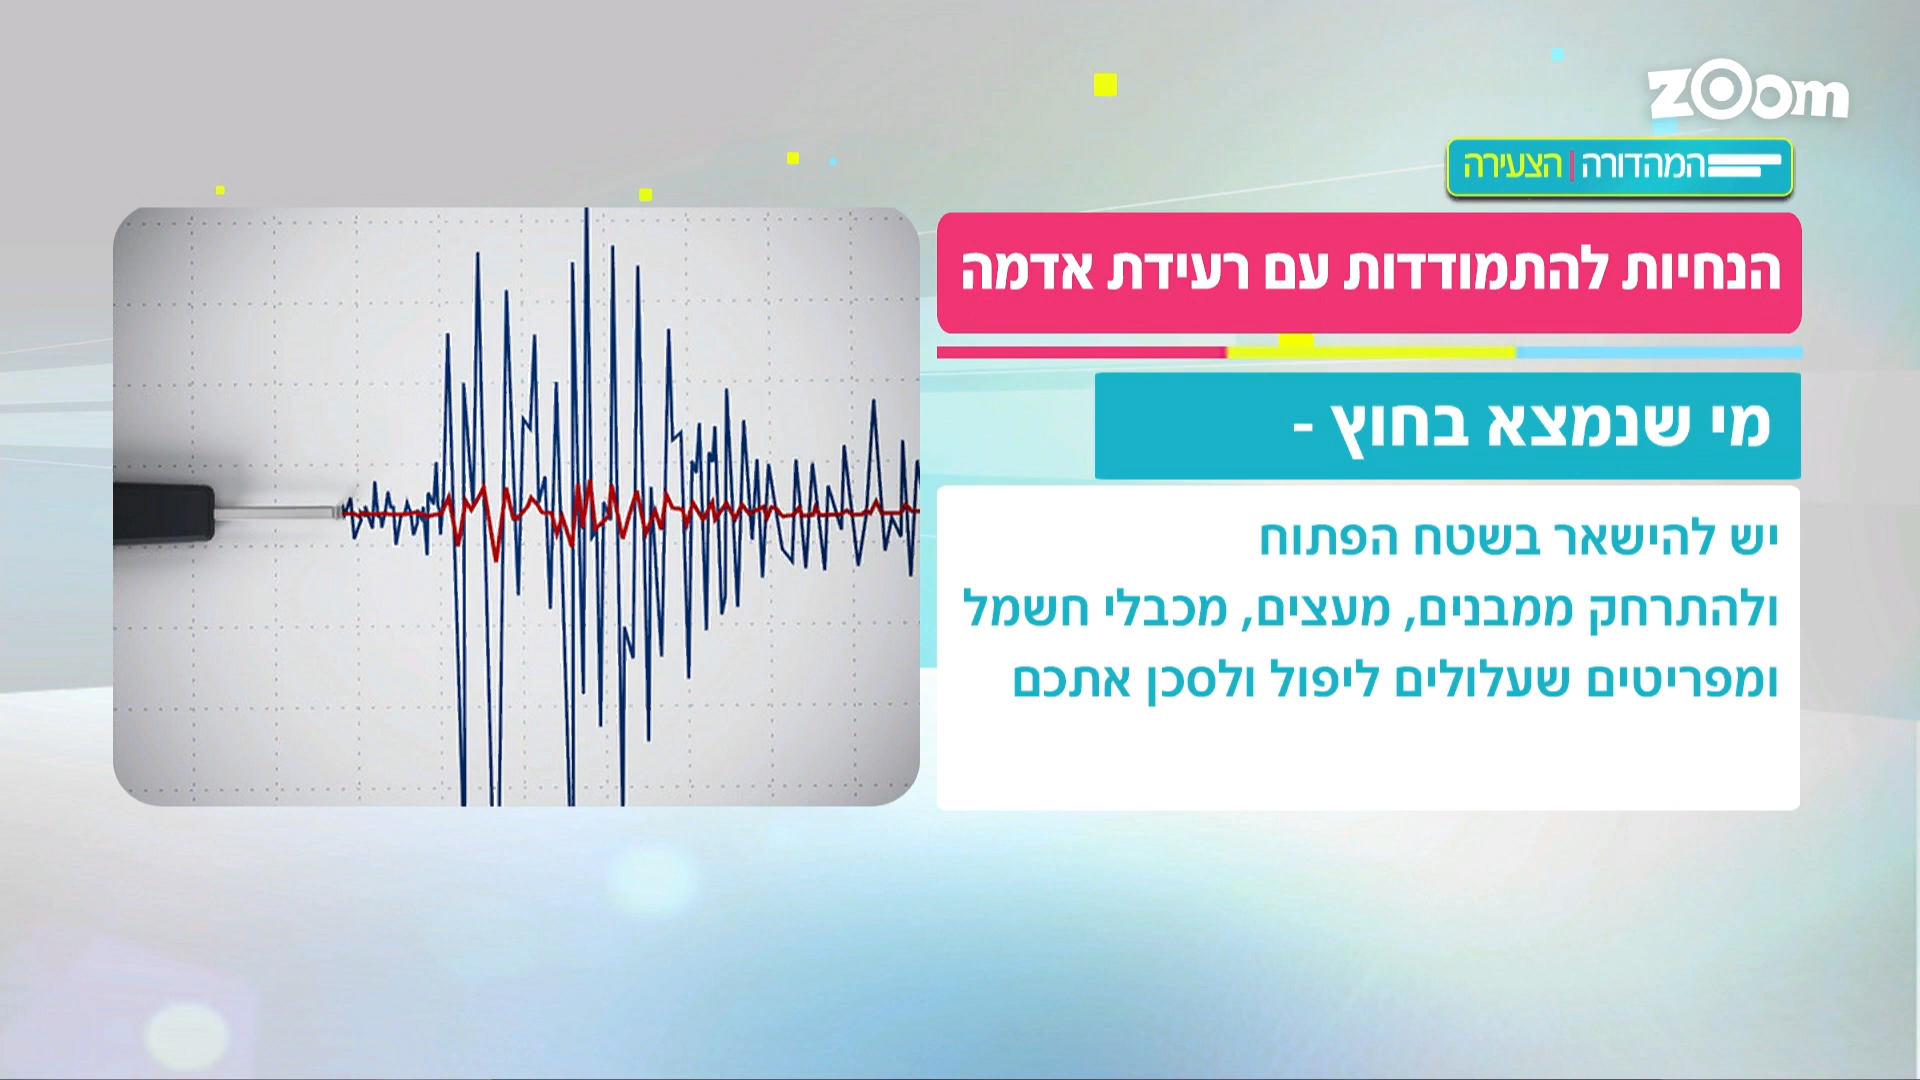 zoom
המהדורה | הצעירה
הנחיות להתמודדות עם רעידת אדמה
מי שנמצא בחוץ -
יש להישאר בשטח הפתוח
ולהתרחק ממבנים, מעצים, מכבלי חשמל
ומפריטים שעלולים ליפול ולסכן אתכם